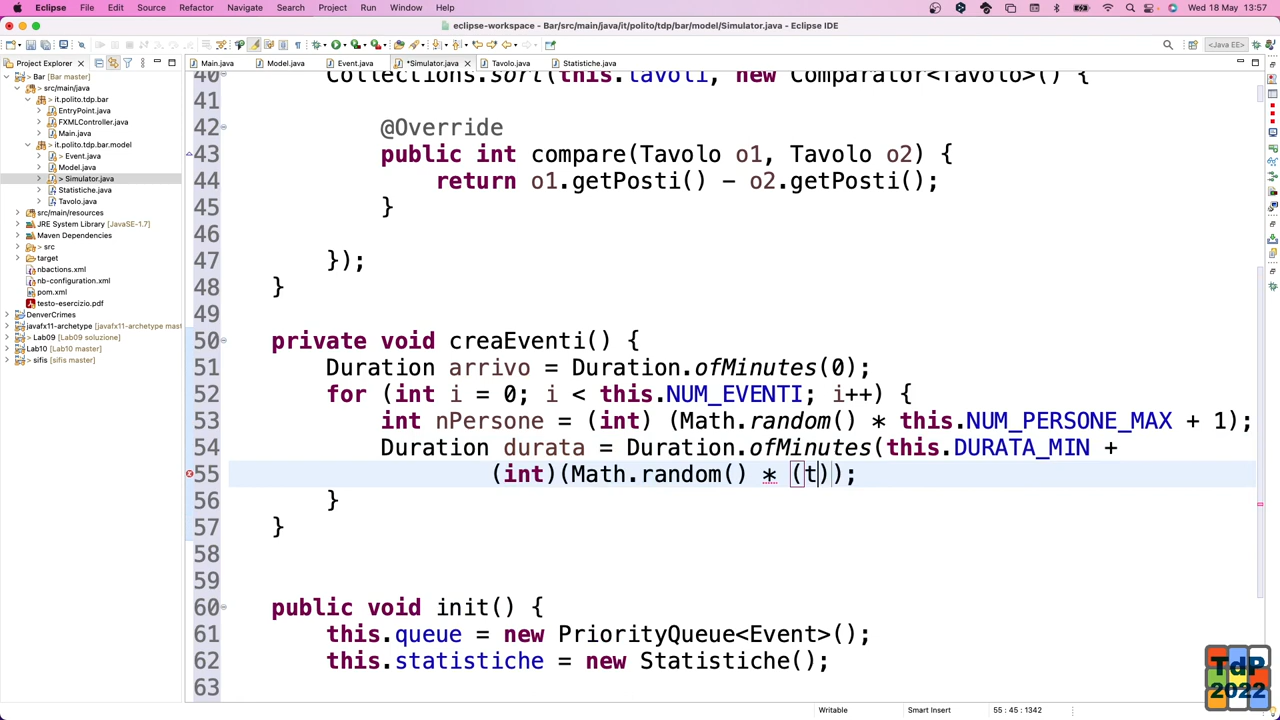 Eclipse File Edit Source Refactor Navigate Search Project Run Window Help Wed 18 May 13:57
eclipse-workspace - Bar/src/main/java/it/polito/tdp/bar/model/Simulator.java - Eclipse IDE
<Java EE>
Project Explorer
Main.java Model.java Event.java *Simulator.java Tavolo.java Statistiche.java
Bar [Bar master]
src/main/java
it.polito.tdp.bar
EntryPoint.java
FXMLController.java
Main.java
it.polito.tdp.bar.model
> Event.java
Model.java
> Simulator.java
Statistiche.java
Tavolo.java
src/main/resources
JRE System Library [JavaSE-1.7]
Maven Dependencies
> src
target
nbactions.xml
nb-configuration.xml
pom.xml
testo-esercizio.pdf
DenverCrimes
javafx11-archetype [javafx11-archetype mast
> Lab09 [Lab09 soluzione]
Lab10 [Lab10 master]
> sifis [sifis master]
40 Collections.sort(this.tavoli, new Comparator<Tavolo>() {
41
42 @Override
43 public int compare(Tavolo o1, Tavolo o2) {
44 return o1.getPosti() - o2.getPosti();
45 }
46
47 });
48 }
49
50 private void creaEventi() {
51 Duration arrivo = Duration.ofMinutes(0);
52 for (int i = 0; i < this.NUM_EVENTI; i++) {
53 int nPersone = (int) (Math.random() * this.NUM_PERSONE_MAX + 1);
54 Duration durata = Duration.ofMinutes(this.DURATA_MIN +
55 (int)(Math.random() * (t));
56 }
57 }
58
59
60 public void init() {
61 this.queue = new PriorityQueue<Event>();
62 this.statistiche = new Statistiche();
63
Writable Smart Insert 55 : 45 : 1342
TdP
2022